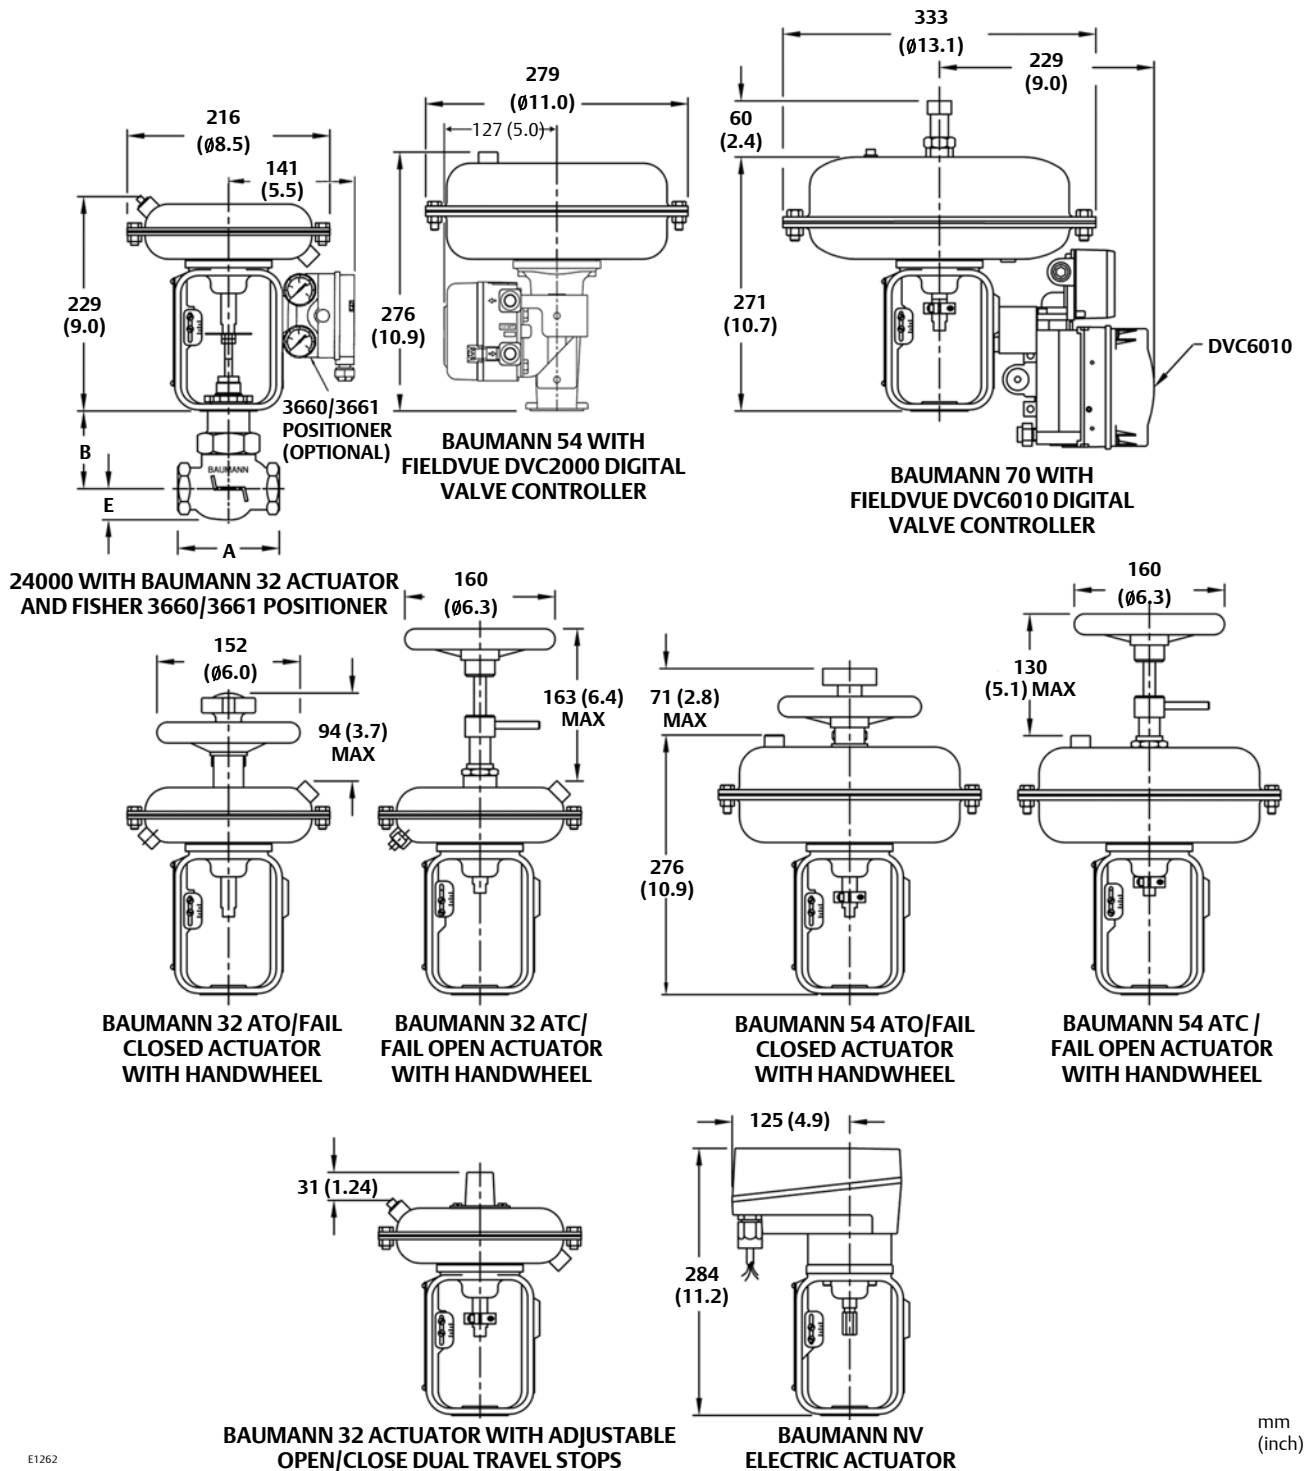 333
(ø13.1)
229
(9.0)
279
(ø11.0)
127 (5.0)
60
(2.4)
216
(ø8.5)
141
(5.5)
229
(9.0)
276
(10.9)
271
(10.7)
DVC6010
3660/3661
POSITIONER
(OPTIONAL)
B
BAUMANN
E
A
BAUMANN 54 WITH
FIELDVUE DVC2000 DIGITAL
VALVE CONTROLLER
BAUMANN 70 WITH
FIELDVUE DVC6010 DIGITAL
VALVE CONTROLLER
24000 WITH BAUMANN 32 ACTUATOR
AND FISHER 3660/3661 POSITIONER
152
(ø6.0)
94 (3.7)
MAX
160
(ø6.3)
163 (6.4)
MAX
71 (2.8)
MAX
276
(10.9)
160
(ø6.3)
130
(5.1) MAX
BAUMANN 32 ATO/FAIL
CLOSED ACTUATOR
WITH HANDWHEEL
BAUMANN 32 ATC/
FAIL OPEN ACTUATOR
WITH HANDWHEEL
BAUMANN 54 ATO/FAIL
CLOSED ACTUATOR
WITH HANDWHEEL
BAUMANN 54 ATC /
FAIL OPEN ACTUATOR
WITH HANDWHEEL
31 (1.24)
125 (4.9)
284
(11.2)
BAUMANN 32 ACTUATOR WITH ADJUSTABLE
OPEN/CLOSE DUAL TRAVEL STOPS
BAUMANN NV
ELECTRIC ACTUATOR
mm
(inch)
E1262